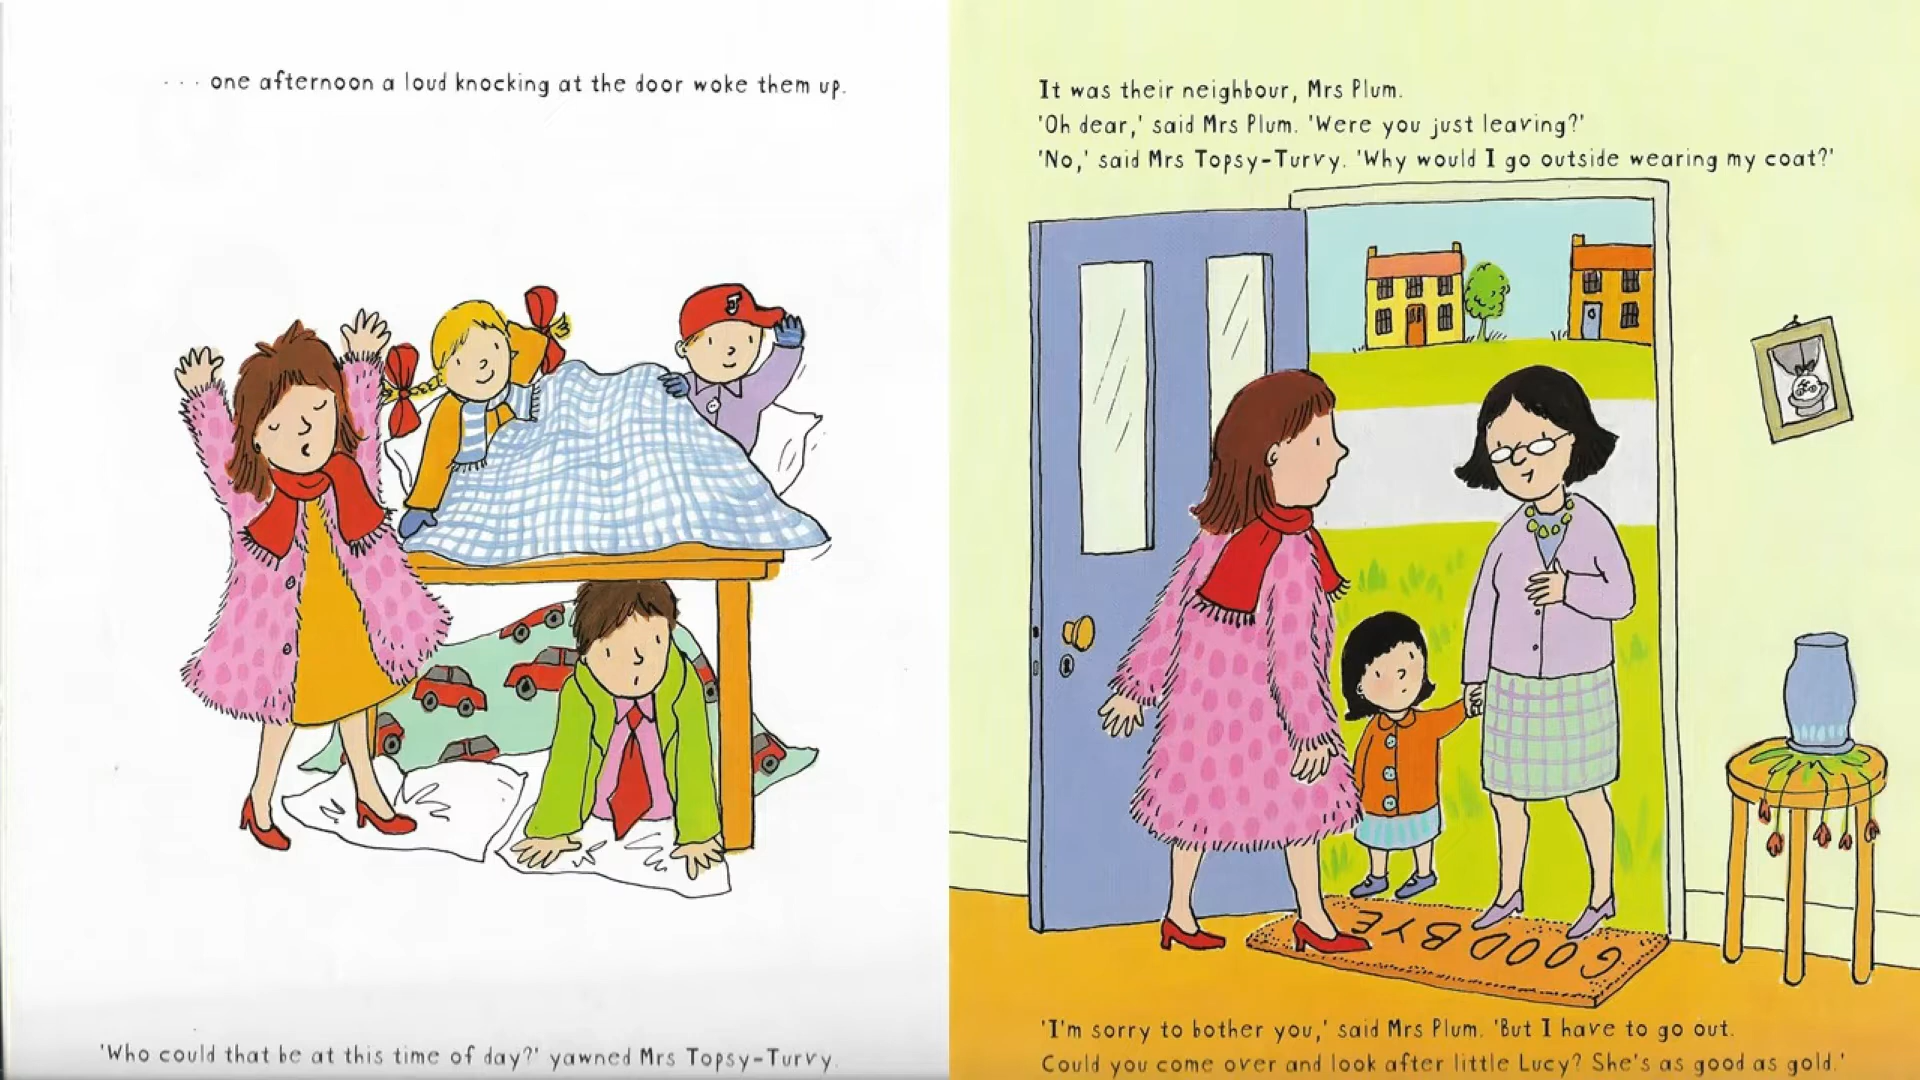 ... one afternoon a loud knocking at the door woke them up.
J
'Who could that be at this time of day?' yawned Mrs Topsy-Turvy.
It was their neighbour, Mrs Plum.
'Oh dear,' said Mrs Plum. 'Were you just leaving?'
'No,' said Mrs Topsy-Turvy. 'Why would I go outside wearing my coat?'
GOODBYE
'I'm sorry to bother you,' said Mrs Plum. 'But I have to go out.
Could you come over and look after little Lucy? She's as good as gold.'